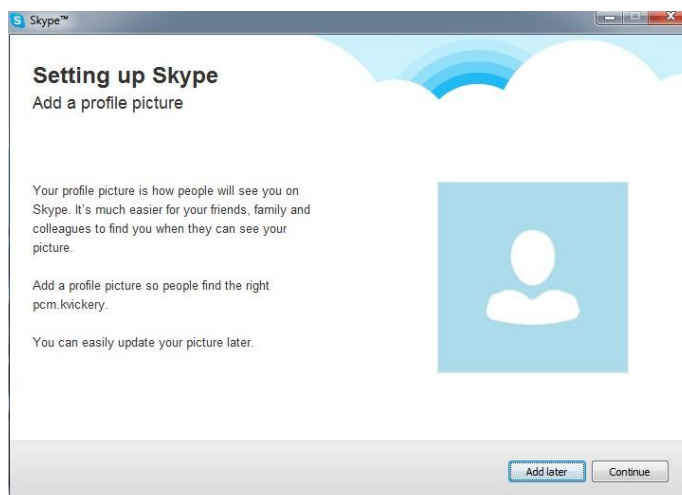 Skype™
Setting up Skype
Add a profile picture
Your profile picture is how people will see you on
Skype. It's much easier for your friends, family and
colleagues to find you when they can see your
picture.
Add a profile picture so people find the right
pcm.kvickery.
You can easily update your picture later.
Add later
Continue